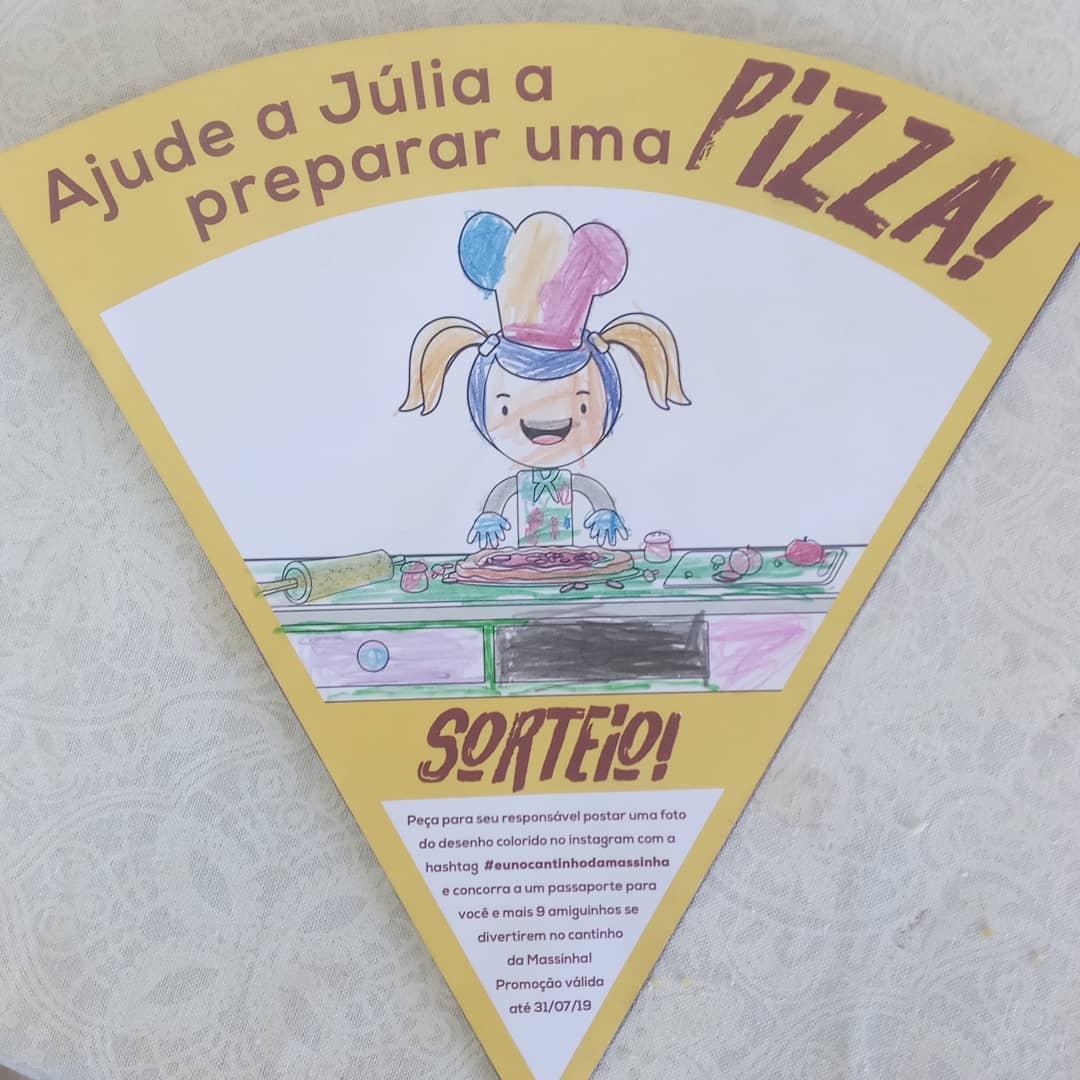 Ajude a Júlia a
preparar uma PiZZA!
SORTEiO!
Peça para seu responsável postar uma foto
do desenho colorido no instagram com a
hashtag #eunocantinhodamassinha
e concorra a um passaporte para
você e mais 9 amiguinhos se
divertirem no cantinho
da Massinha!
Promoção válida
até 31/07/19